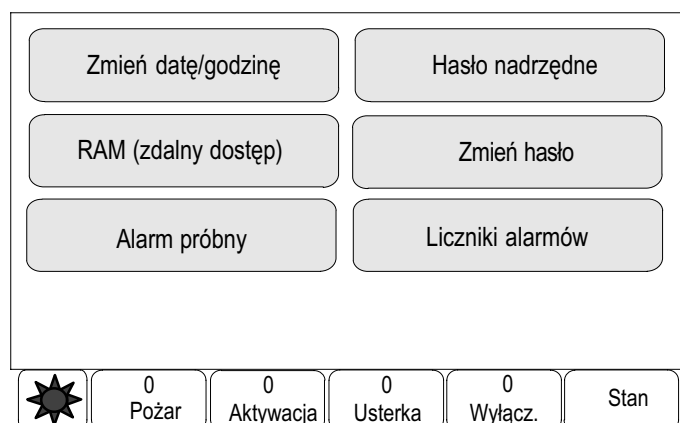 Zmień datę/godzinę
Hasło nadrzędne
RAM (zdalny dostęp)
Zmień hasło
Alarm próbny
Liczniki alarmów
0
Pożar
0
Aktywacja
0
Usterka
0
Wyłącz.
Stan